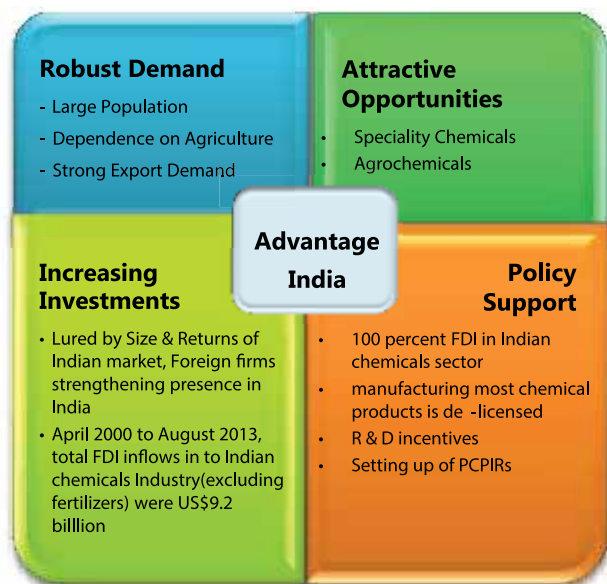 Robust Demand
- Large Population
- Dependence on Agriculture
- Strong Export Demand
Attractive
Opportunities
• Speciality Chemicals
• Agrochemicals
Advantage
India
Increasing
Investments
• Lured by Size & Returns of
Indian market, Foreign firms
strengthening presence in
India
• April 2000 to August 2013,
total FDI inflows in to Indian
chemicals Industry(excluding
fertilizers) were US$9.2
billlion
Policy
Support
• 100 percent FDI in Indian
chemicals sector
• manufacturing most chemical
products is de -licensed
• R & D incentives
• Setting up of PCPIRs